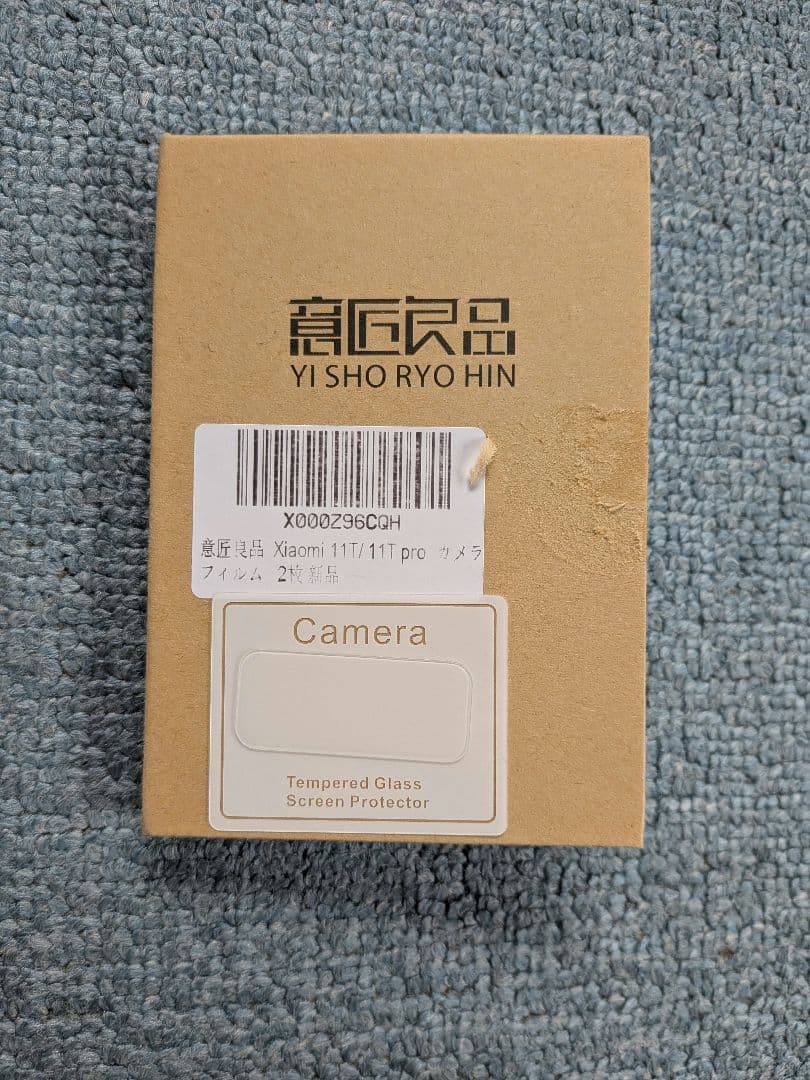 意匠良品
YI SHO RYO HIN
X000Z96CQH
意匠良品 Xiaomi 11T/ 11T pro カメラ
フィルム 2枚 新品
Camera
Tempered Glass
Screen Protector